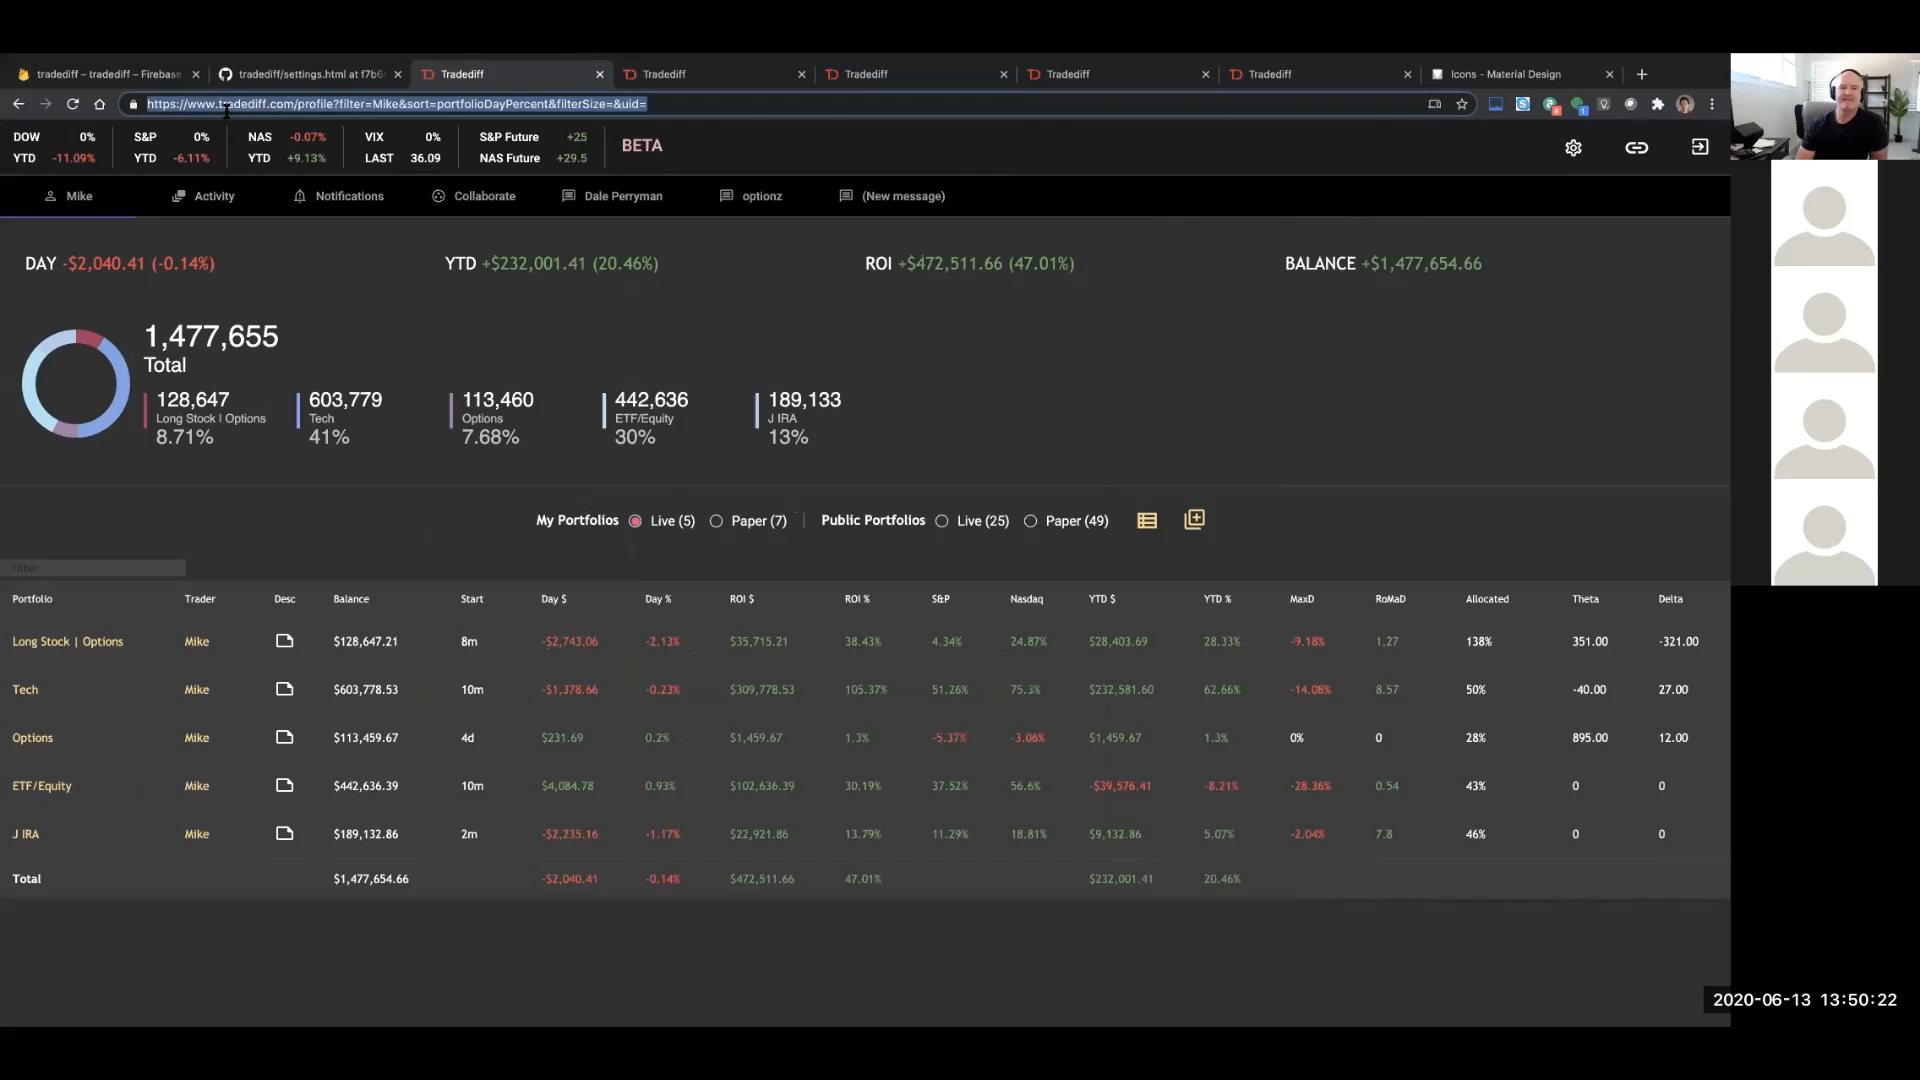 tradediff – tradediff – Firebase
tradediff/settings.html at f7b6
Tradediff
Tradediff
Tradediff
Tradediff
Tradediff
Icons - Material Design
https://www.tradediff.com/profile?filter=Mike&sort=portfolioDayPercent&filterSize=&uid=
DOW 0% S&P 0% NAS -0.07% VIX 0% S&P Future +25
YTD -11.09% YTD -6.11% YTD +9.13% LAST 36.09 NAS Future +29.5
BETA
Mike Activity Notifications Collaborate Dale Perryman optionz (New message)
DAY -$2,040.41 (-0.14%) YTD +$232,001.41 (20.46%) ROI +$472,511.66 (47.01%) BALANCE +$1,477,654.66
1,477,655
Total
128,647 603,779 113,460 442,636 189,133
Long Stock | Options Tech Options ETF/Equity J IRA
8.71% 41% 7.68% 30% 13%
My Portfolios Live (5) Paper (7) | Public Portfolios Live (25) Paper (49)
filter
Portfolio Trader Desc Balance Start Day $ Day % ROI $ ROI % S&P Nasdaq YTD $ YTD % MaxD RoMaD Allocated Theta Delta
Long Stock | Options Mike $128,647.21 8m -$2,743.06 -2.13% $35,715.21 38.43% 4.34% 24.87% $28,403.69 28.33% -9.18% 1.27 138% 351.00 -321.00
Tech Mike $603,778.53 10m -$1,378.66 -0.23% $309,778.53 105.37% 51.26% 75.3% $232,581.60 62.66% -14.08% 8.57 50% -40.00 27.00
Options Mike $113,459.67 4d $231.69 0.2% $1,459.67 1.3% -5.37% -3.06% $1,459.67 1.3% 0% 0 28% 895.00 12.00
ETF/Equity Mike $442,636.39 10m $4,084.78 0.93% $102,636.39 30.19% 37.52% 56.6% -$39,576.41 -8.21% -28.36% 0.54 43% 0 0
J IRA Mike $189,132.86 2m -$2,235.16 -1.17% $22,921.86 13.79% 11.29% 18.81% $9,132.86 5.07% -2.04% 7.8 46% 0 0
Total $1,477,654.66 -$2,040.41 -0.14% $472,511.66 47.01% $232,001.41 20.46%
2020-06-13 13:50:22